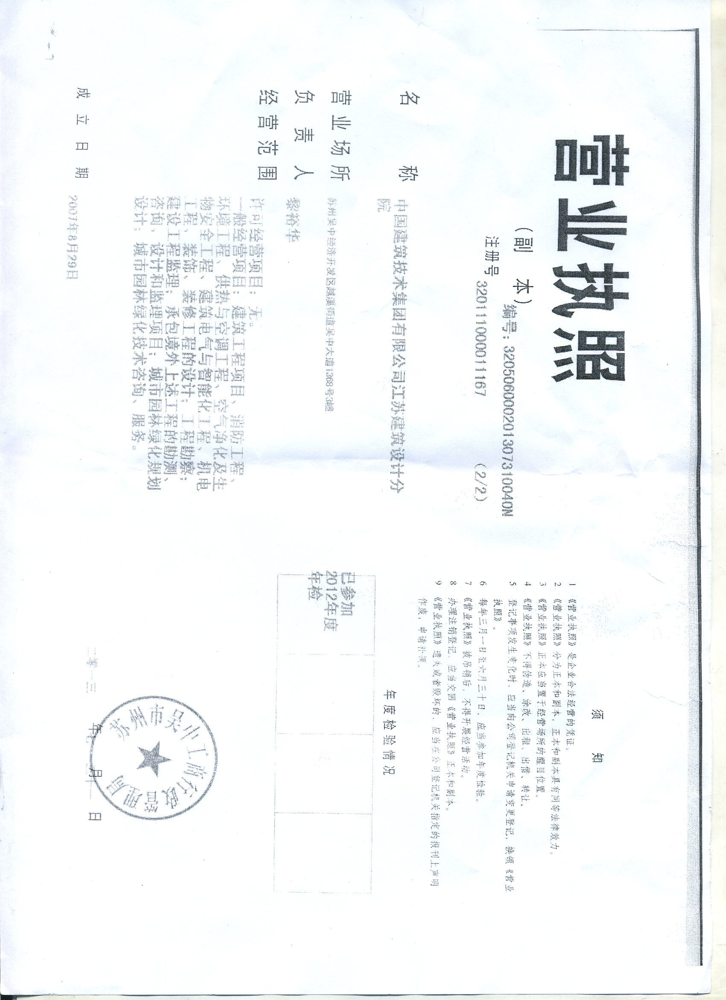 营业执照
（副 本）
编号：320506000201307310040N
注册号 320111000011167 （2/2）
名称 中国建筑技术集团有限公司江苏建筑设计分
院
营业场所 苏州吴中经济开发区越溪街道吴中大道1368号3幢
负责人 黎裕华
经营范围 许可经营项目：无。
一般经营项目：建筑工程项目、消防工程、
环境工程、供热与空调工程、空气净化及生
物安全工程、建筑电气与智能化工程、机电
工程、装饰、装修工程的设计；工程勘察；
建设工程监理；承包境外上述工程的勘测、
咨询、设计和监理项目；城市园林绿化规划
设计；城市园林绿化技术咨询、服务。
成立日期 2007年8月29日
须知
1 《营业执照》是企业合法经营的凭证。
2 《营业执照》分为正本和副本，正本和副本具有同等法律效力。
3 《营业执照》正本应当置于经营场所的醒目位置。
4 《营业执照》不得伪造、涂改、出租、出借、转让。
5 登记事项发生变化时，应当向公司登记机关申请变更登记，换领《营业
执照》。
6 每年三月一日至六月三十日，应当参加年度检验。
7 《营业执照》被吊销后，不得开展经营活动。
8 办理注销登记，应当交回《营业执照》正本和副本。
9 《营业执照》遗失或者毁坏的，应当在公司登记机关指定的报刊上声明
作废，申请补领。
年度检验情况
已参加
2012年度
年检
苏州市吴中工商行政管理局
二零一三 年 月 日